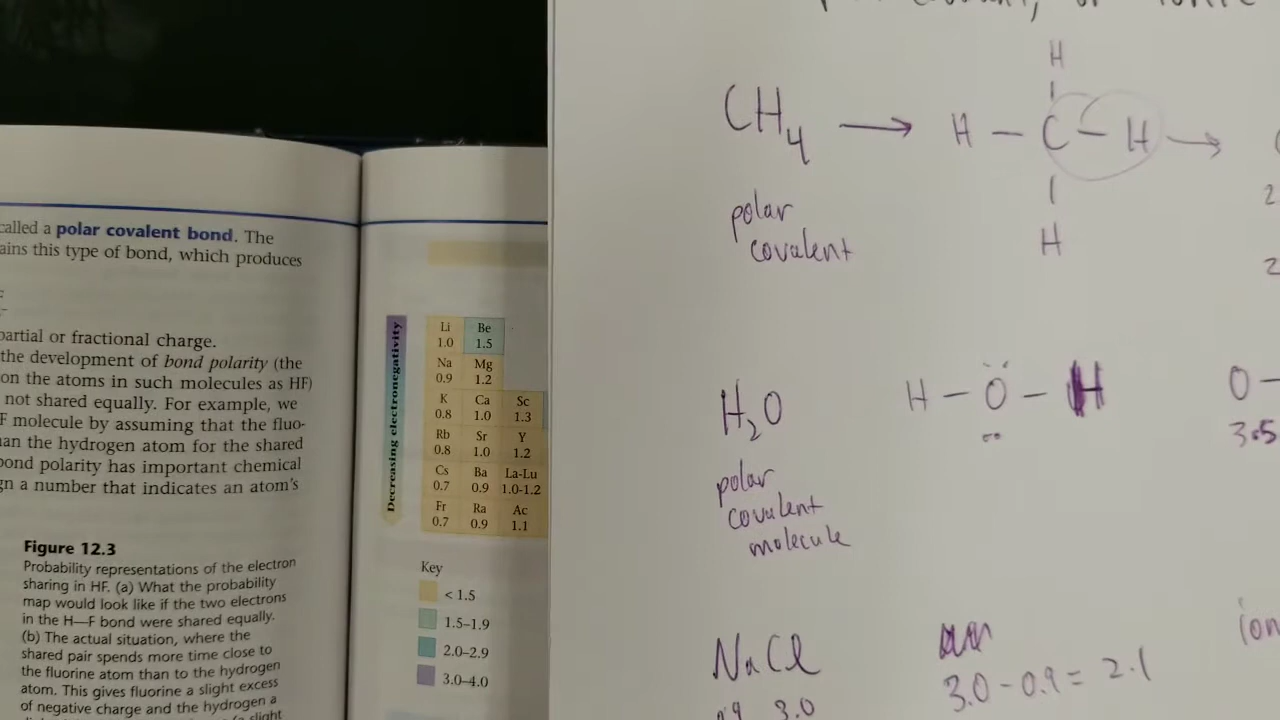 called a polar covalent bond. The
ains this type of bond, which produces
partial or fractional charge.
the development of bond polarity (the
on the atoms in such molecules as HF)
not shared equally. For example, we
F molecule by assuming that the fluo-
an the hydrogen atom for the shared
bond polarity has important chemical
gn a number that indicates an atom's
Figure 12.3
Probability representations of the electron
sharing in HF. (a) What the probability
map would look like if the two electrons
in the H—F bond were shared equally.
(b) The actual situation, where the
shared pair spends more time close to
the fluorine atom than to the hydrogen
atom. This gives fluorine a slight excess
of negative charge and the hydrogen a
slight
Decreasing electronegativity
Li Be
1.0 1.5
Na Mg
0.9 1.2
K Ca Sc
0.8 1.0 1.3
Rb Sr Y
0.8 1.0 1.2
Cs Ba La-Lu
0.7 0.9 1.0-1.2
Fr Ra Ac
0.7 0.9 1.1
Key
< 1.5
1.5–1.9
2.0–2.9
3.0–4.0
H
CH4 → H – C – H →
H
polar
covalent
H2O H – O – H O –
3.5
polar
covalent
molecule
NaCl ion
3.0 - 0.9 = 2.1
3.0